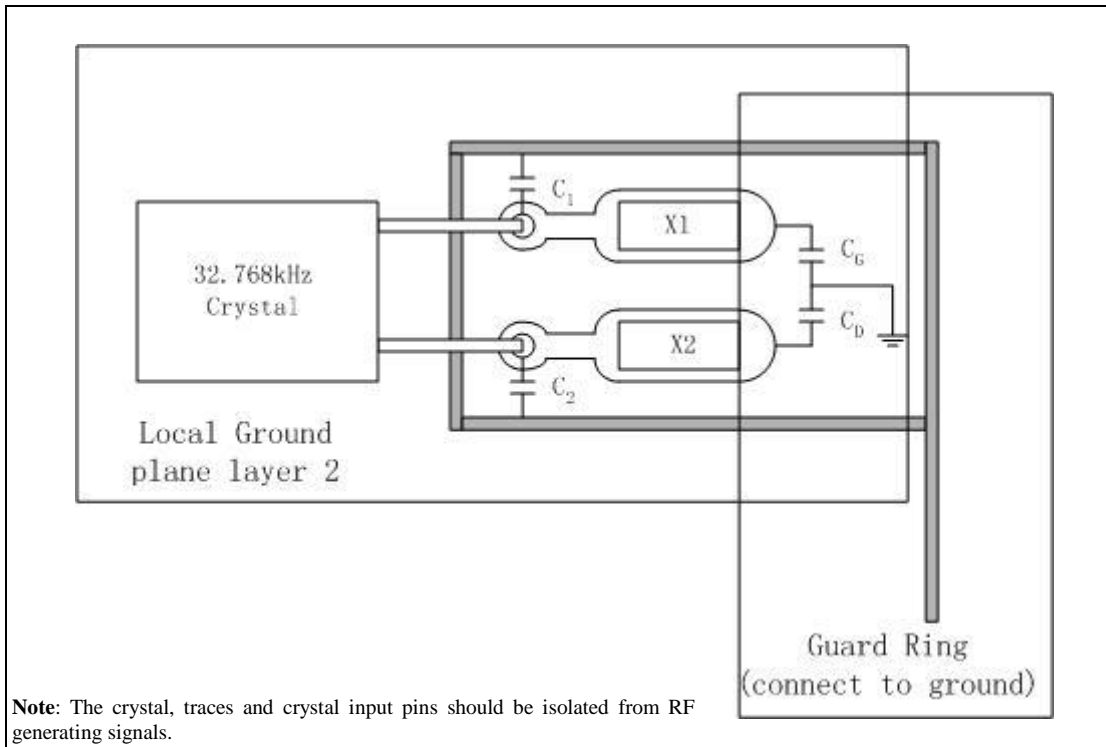 C1
X1
CG
32.768kHz
Crystal
X2
CD
C2
Local Ground
plane layer 2
Guard Ring
(connect to ground)
Note: The crystal, traces and crystal input pins should be isolated from RF
generating signals.